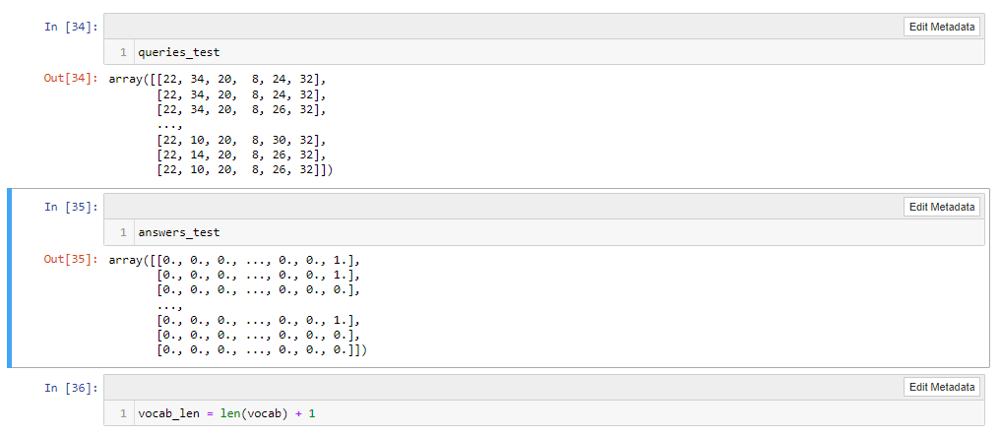 In [34]:
Edit Metadata
1 queries_test
Out[34]: array([[22, 34, 20,  8, 24, 32],
[22, 34, 20,  8, 24, 32],
[22, 34, 20,  8, 26, 32],
...,
[22, 10, 20,  8, 30, 32],
[22, 14, 20,  8, 26, 32],
[22, 10, 20,  8, 26, 32]])
In [35]:
Edit Metadata
1 answers_test
Out[35]: array([[0., 0., 0., ..., 0., 0., 1.],
[0., 0., 0., ..., 0., 0., 1.],
[0., 0., 0., ..., 0., 0., 0.],
...,
[0., 0., 0., ..., 0., 0., 1.],
[0., 0., 0., ..., 0., 0., 0.],
[0., 0., 0., ..., 0., 0., 0.]])
In [36]:
Edit Metadata
1 vocab_len = len(vocab) + 1